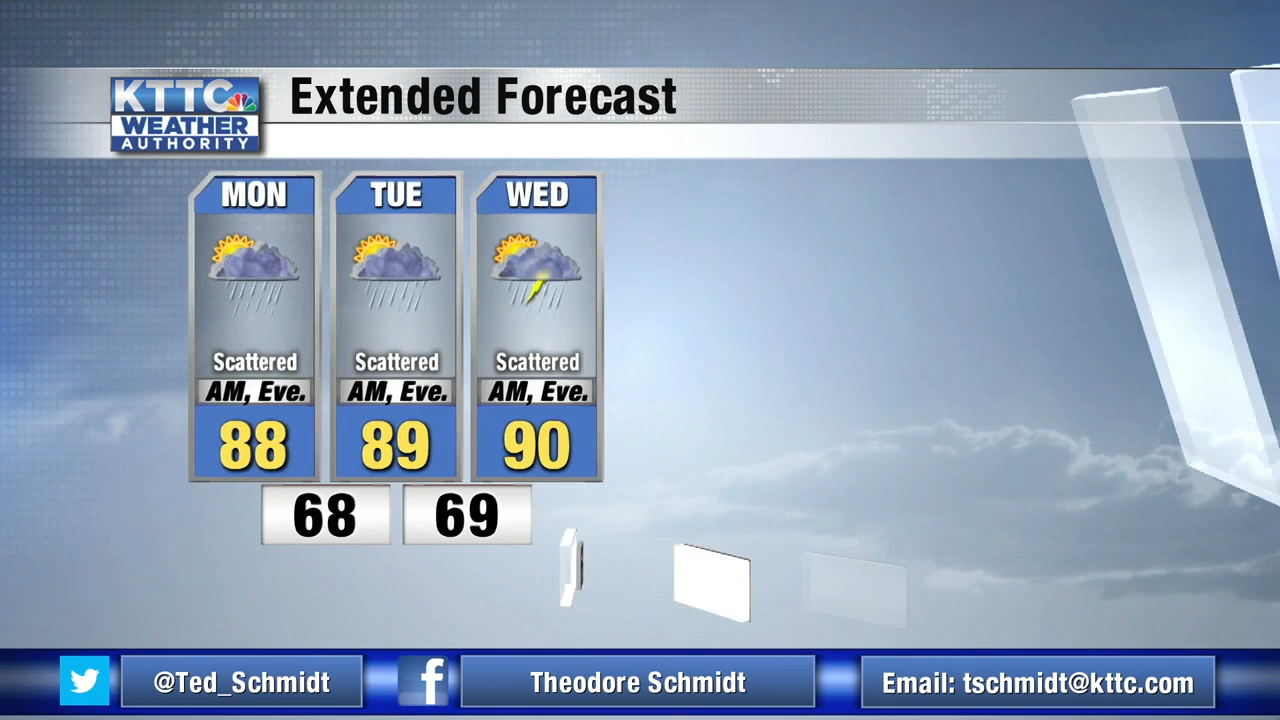 KTTC
WEATHER
AUTHORITY
Extended Forecast
MON
TUE
WED
Scattered
Scattered
Scattered
AM, Eve.
AM, Eve.
AM, Eve.
88
89
90
68
69
@Ted_Schmidt
f
Theodore Schmidt
Email: tschmidt@kttc.com